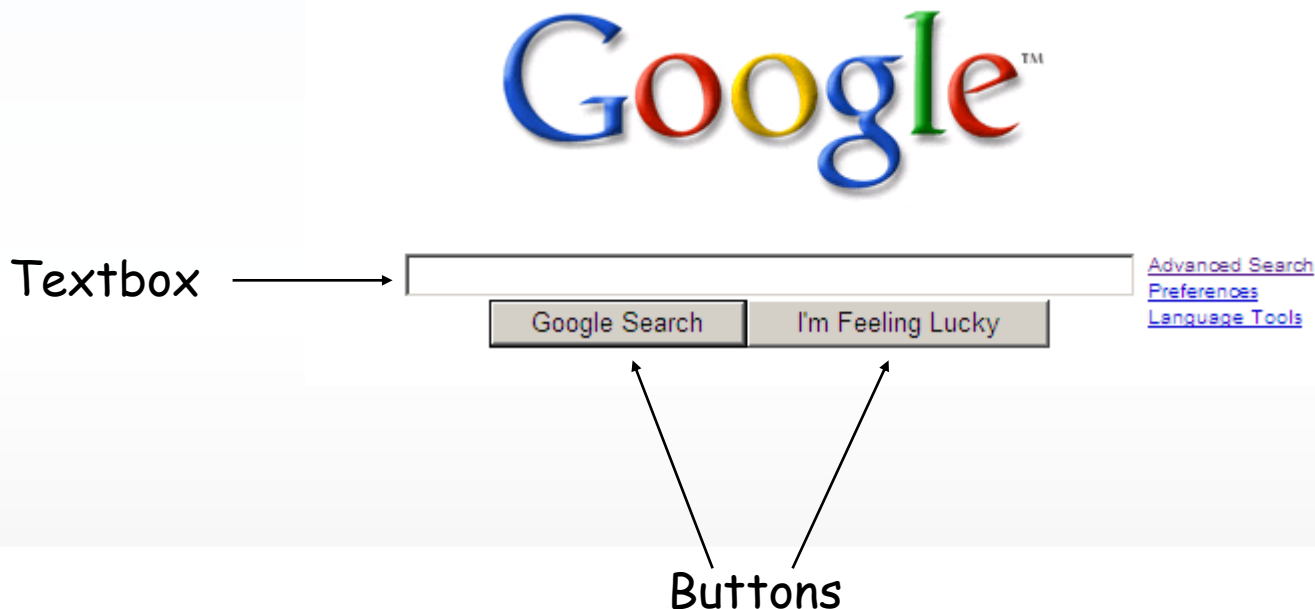 Google™
Textbox
Advanced Search
Preferences
Language Tools
Google Search
I'm Feeling Lucky
Buttons